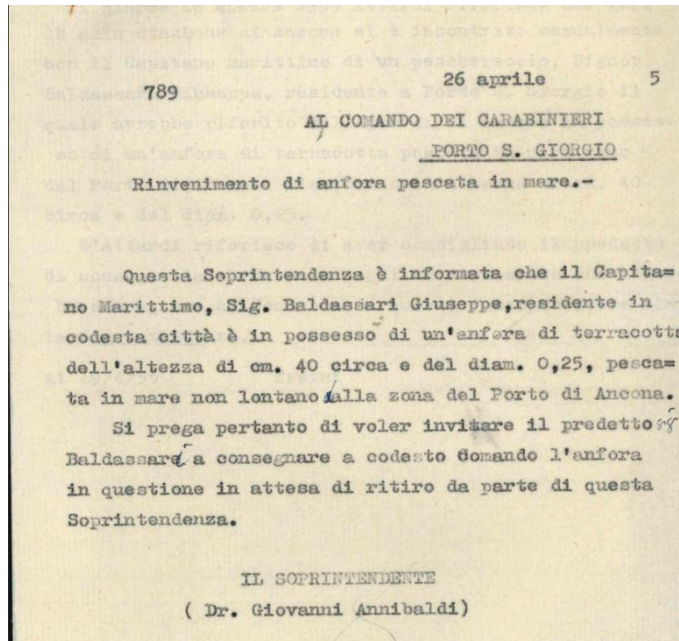 789
26 aprile 5
AL COMANDO DEI CARABINIERI
PORTO S. GIORGIO
Rinvenimento di anfora pescata in mare.-
Questa Soprintendenza è informata che il Capita=
no Marittimo, Sig. Baldassari Giuseppe,residente in
codesta città è in possesso di un'anfora di terracotta
dell'altezza di cm. 40 circa e del diam. 0,25, pesca=
ta in mare non lontano dalla zona del Porto di Ancona.
Si prega pertanto di voler invitare il predetto
Baldassari a consegnare a codesto Comando l'anfora
in questione in attesa di ritiro da parte di questa
Soprintendenza.
IL SOPRINTENDENTE
( Dr. Giovanni Annibaldi)